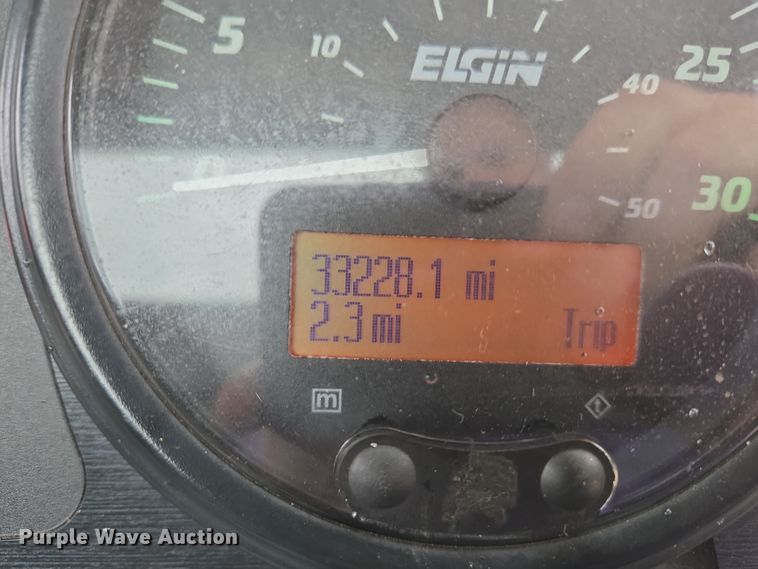 5
10
ELGIN
40
25
50
30
33228.1 mi
2.3 mi Trip
m
Purple Wave Auction